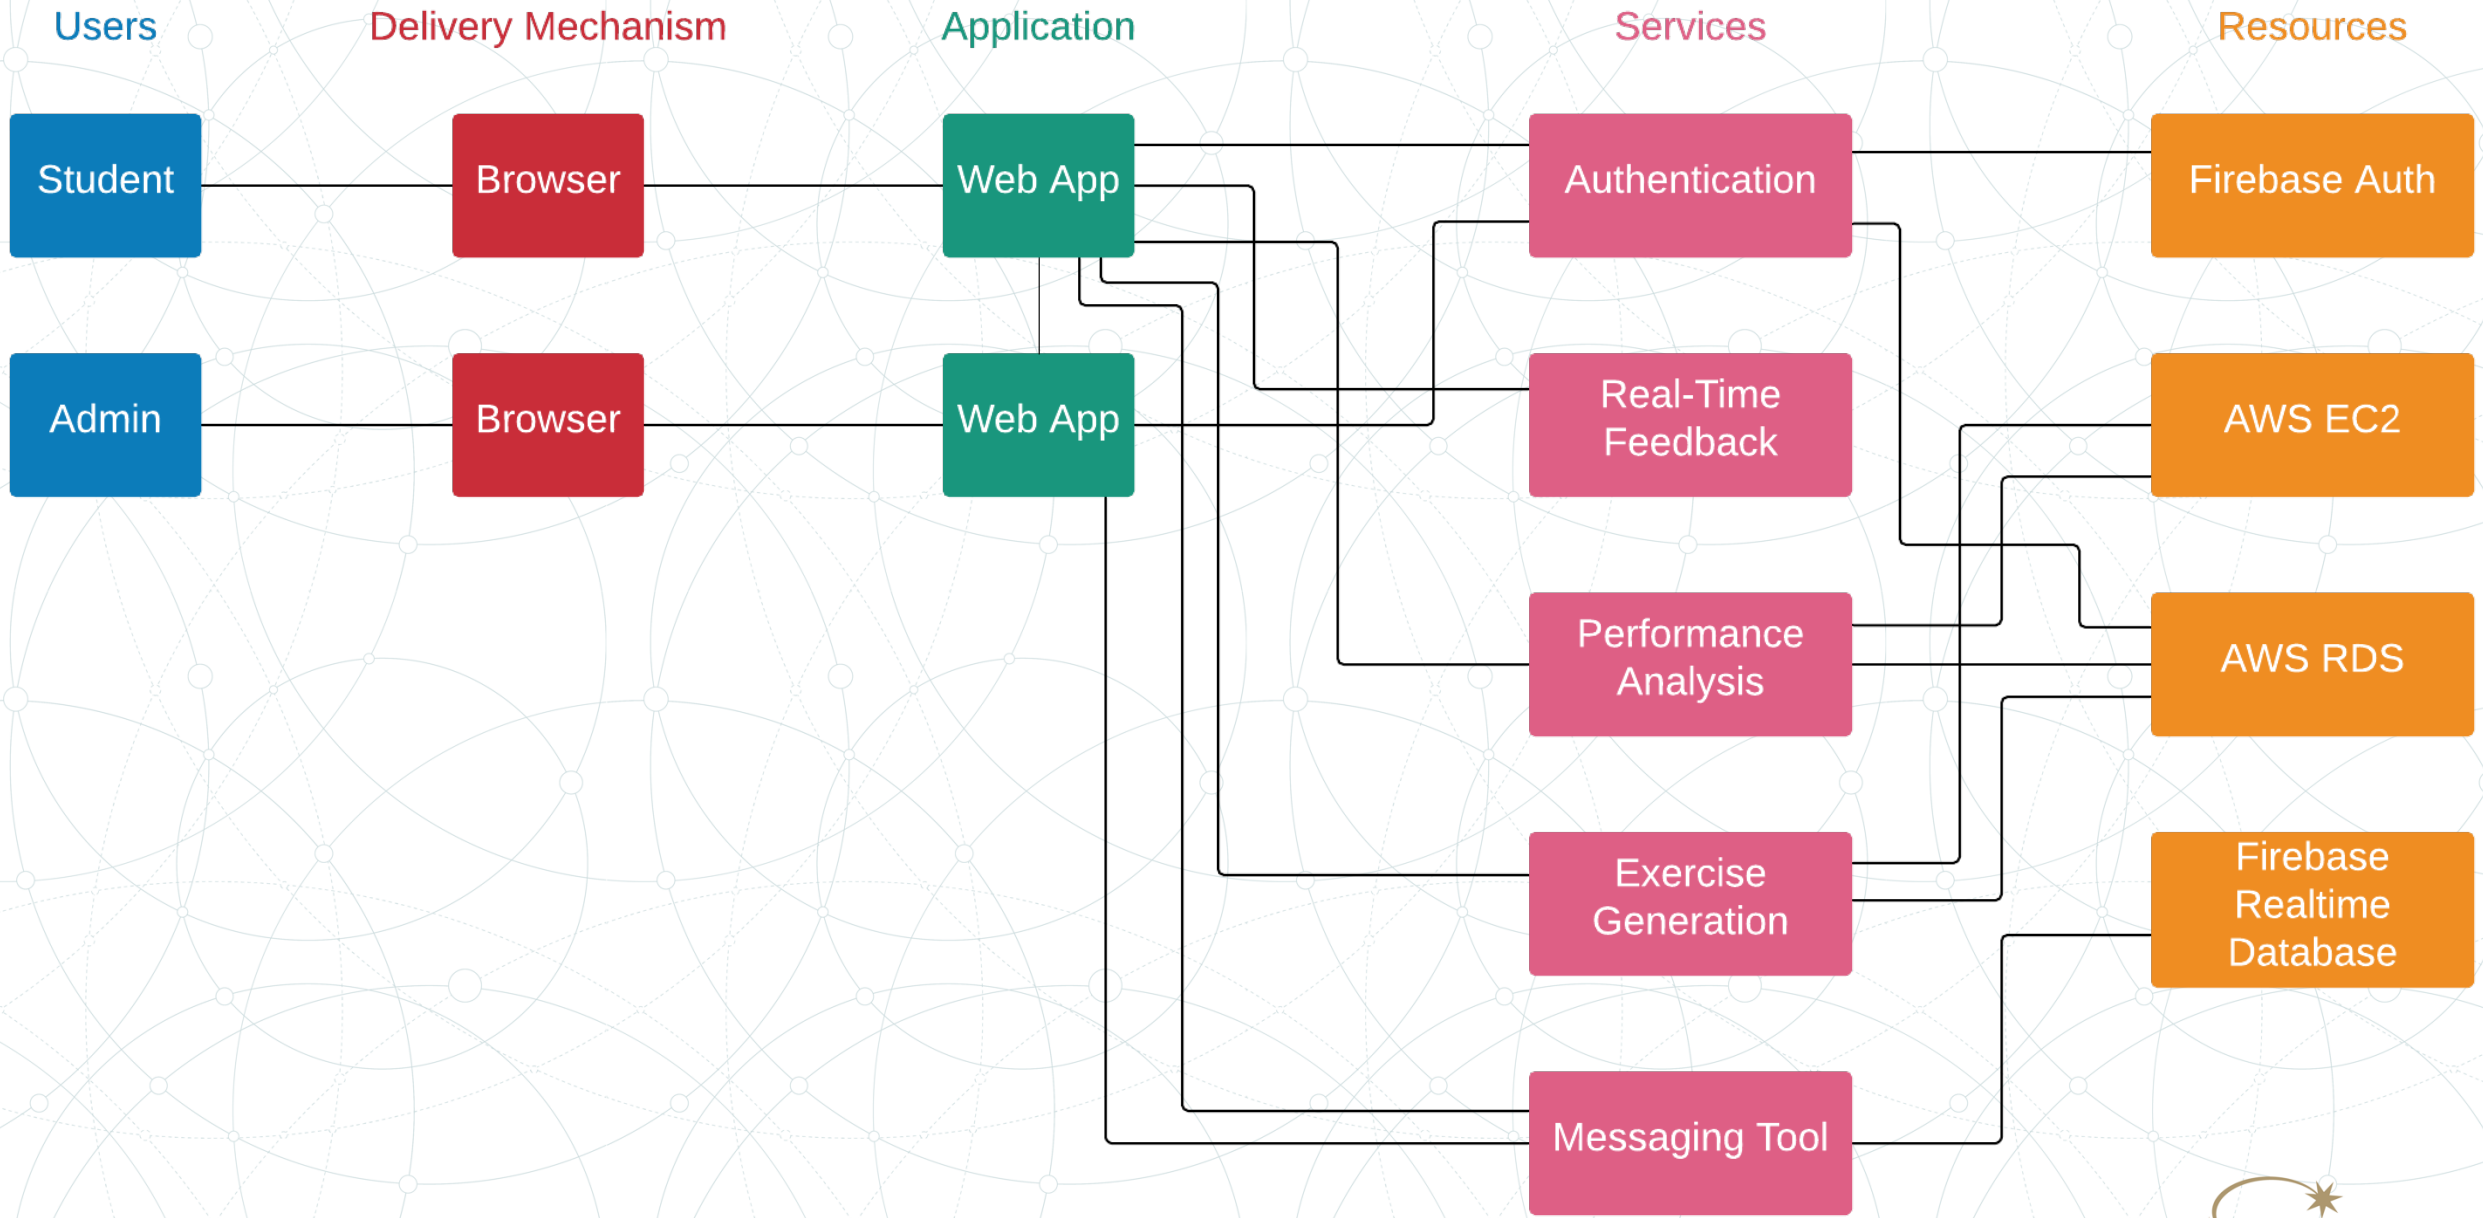 Users
Delivery Mechanism
Application
Services
Resources
Student
Browser
Web App
Authentication
Firebase Auth
Admin
Browser
Web App
Real-Time
Feedback
AWS EC2
Performance
Analysis
AWS RDS
Exercise
Generation
Firebase
Realtime
Database
Messaging Tool